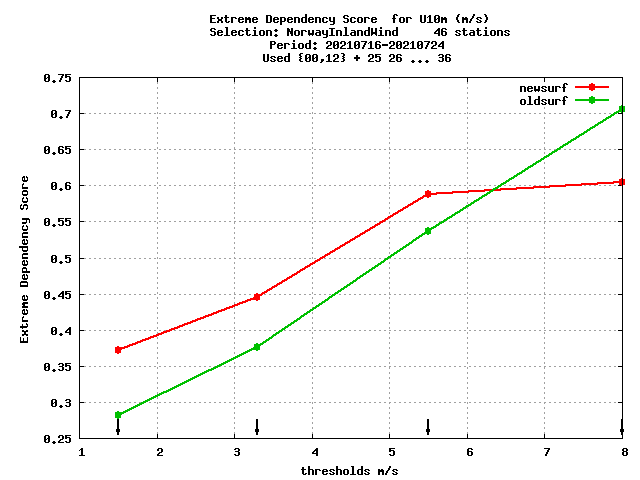 Extreme Dependency Score  for U10m (m/s)
Selection: NorwayInlandWind     46 stations
Period: 20210716-20210724
Used {00,12} + 25 26 ... 36
newsurf
oldsurf
Extreme Dependency Score
0.75
0.7
0.65
0.6
0.55
0.5
0.45
0.4
0.35
0.3
0.25
1 2 3 4 5 6 7 8
thresholds m/s